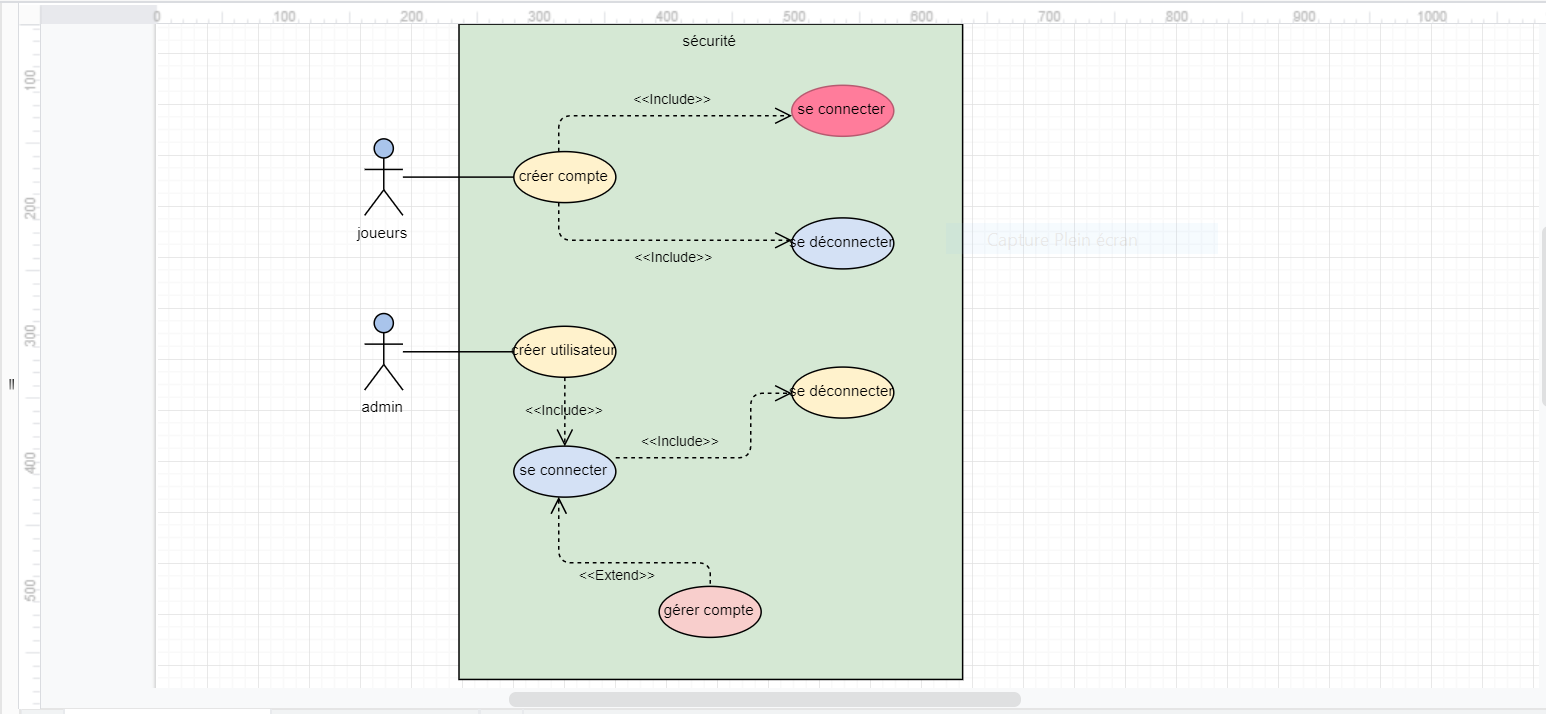 0 100 200 300 400 500 600 700 800 900 1000
sécurité
100
<<Include>>
se connecter
créer compte
200
joueurs
se déconnecter
Capture Plein écran
<<Include>>
300
créer utilisateur
admin
se déconnecter
<<Include>>
<<Include>>
400
se connecter
<<Extend>>
500
gérer compte